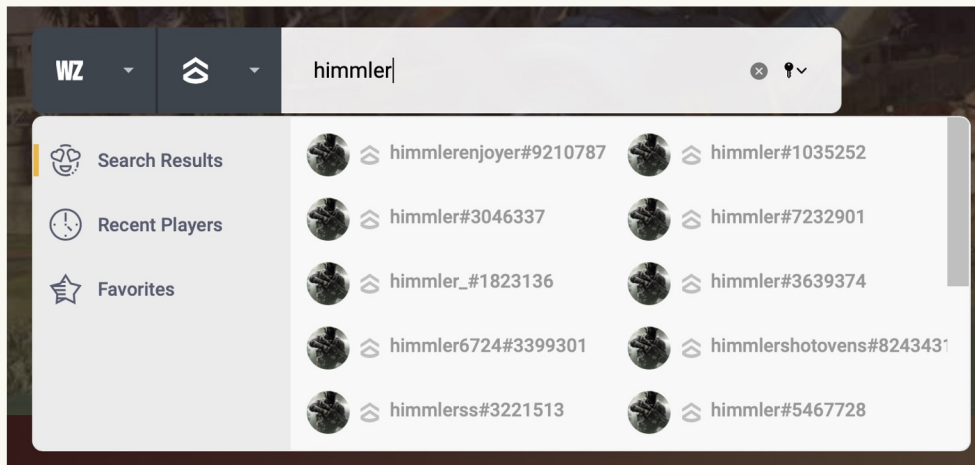 WZ
himmler
Search Results
Recent Players
Favorites
himmlerenjoyer#9210787
himmler#1035252
himmler#3046337
himmler#7232901
himmler_#1823136
himmler#3639374
himmler6724#3399301
himmlershotovens#8243431
himmlerss#3221513
himmler#5467728